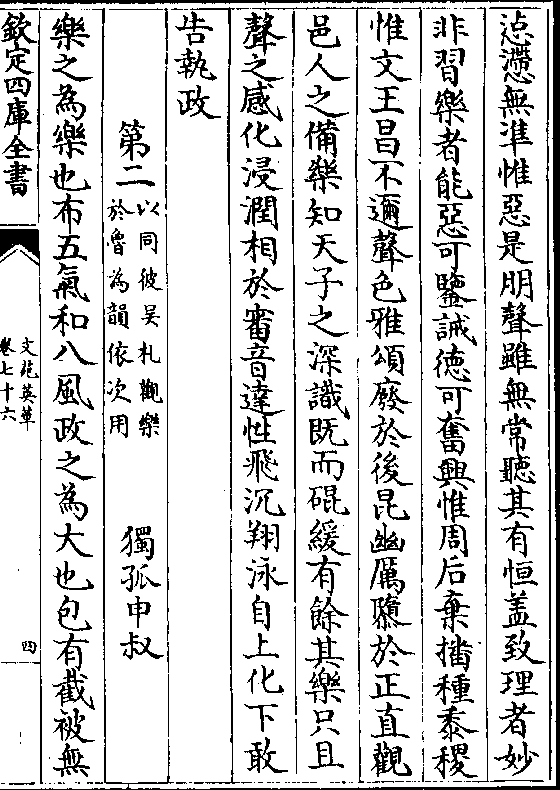 怗懘無準惟惡是朋聲雖無常聽其有恒盖致理者妙
非習樂者能惡可鑒誡徳可奮興惟周后棄播種黍稷
惟文王昌不邇聲色雅頌廢於後昆幽厲隳於正直觀
邑人之備樂知天子之深識既而硍緩有餘其樂只且
聲之感化浸潤相於審音達性飛沉翔泳自上化下敢
告執政
第二以同彼吴札觀樂於魯為韻依次用 獨孤申叔
樂之為樂也布五氣和八風政之為大也包有截被無
欽定四庫全書
文苑英華
卷七十六
四